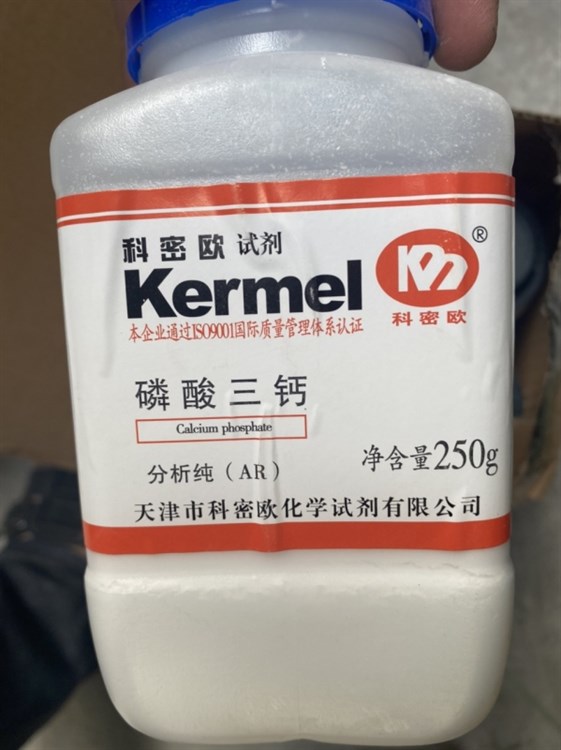 科密欧 试剂
Kermel
Km
®
科密欧
本企业通过ISO9001国际质量管理体系认证
磷酸三钙
Calcium phosphate
分析纯（AR）
净含量250g
天津市科密欧化学试剂有限公司